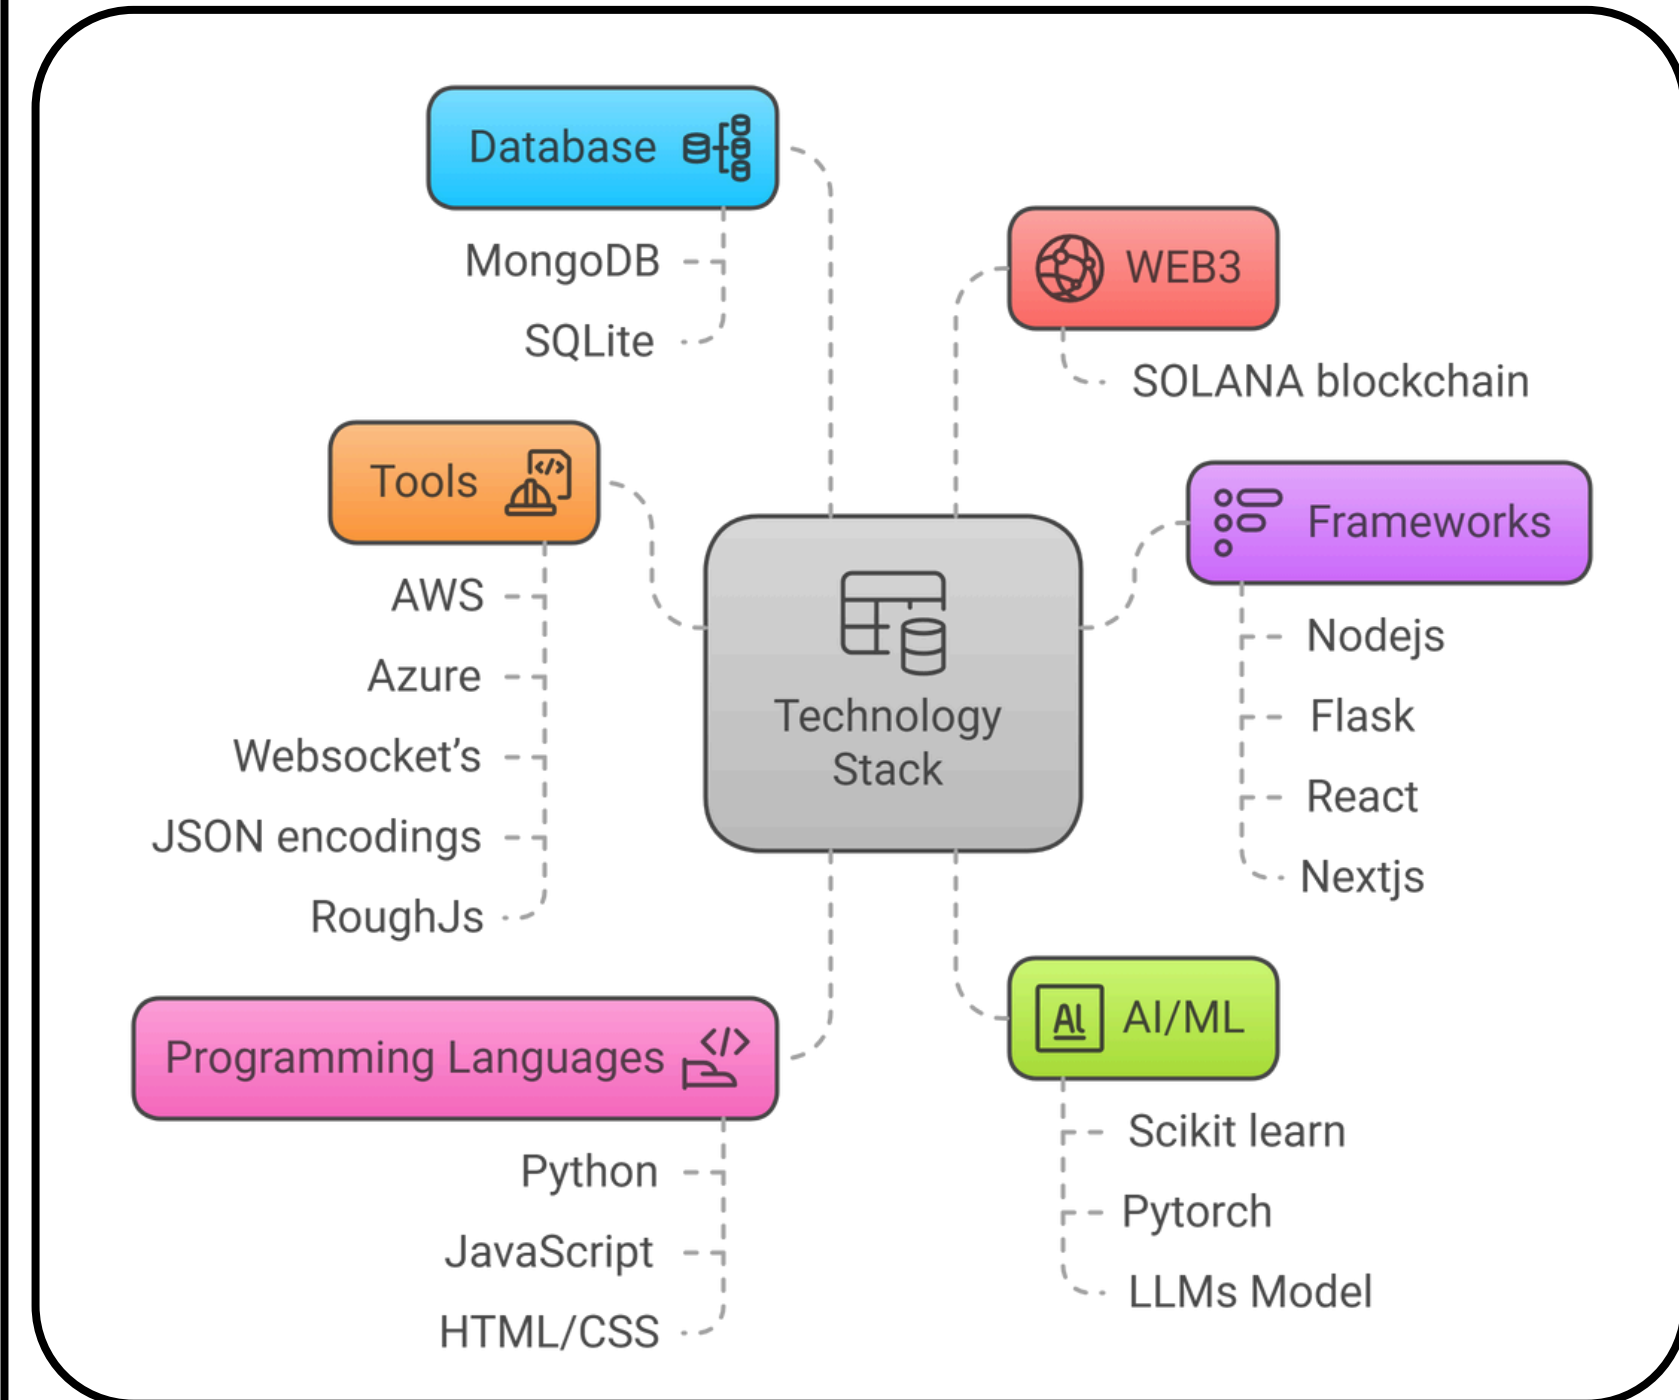 Database
MongoDB
SQLite
WEB3
SOLANA blockchain
Tools
AWS
Azure
Websocket’s
JSON encodings
RoughJs
Technology
Stack
Frameworks
Nodejs
Flask
React
Nextjs
Programming Languages
Python
JavaScript
HTML/CSS
AI
AI/ML
Scikit learn
Pytorch
LLMs Model